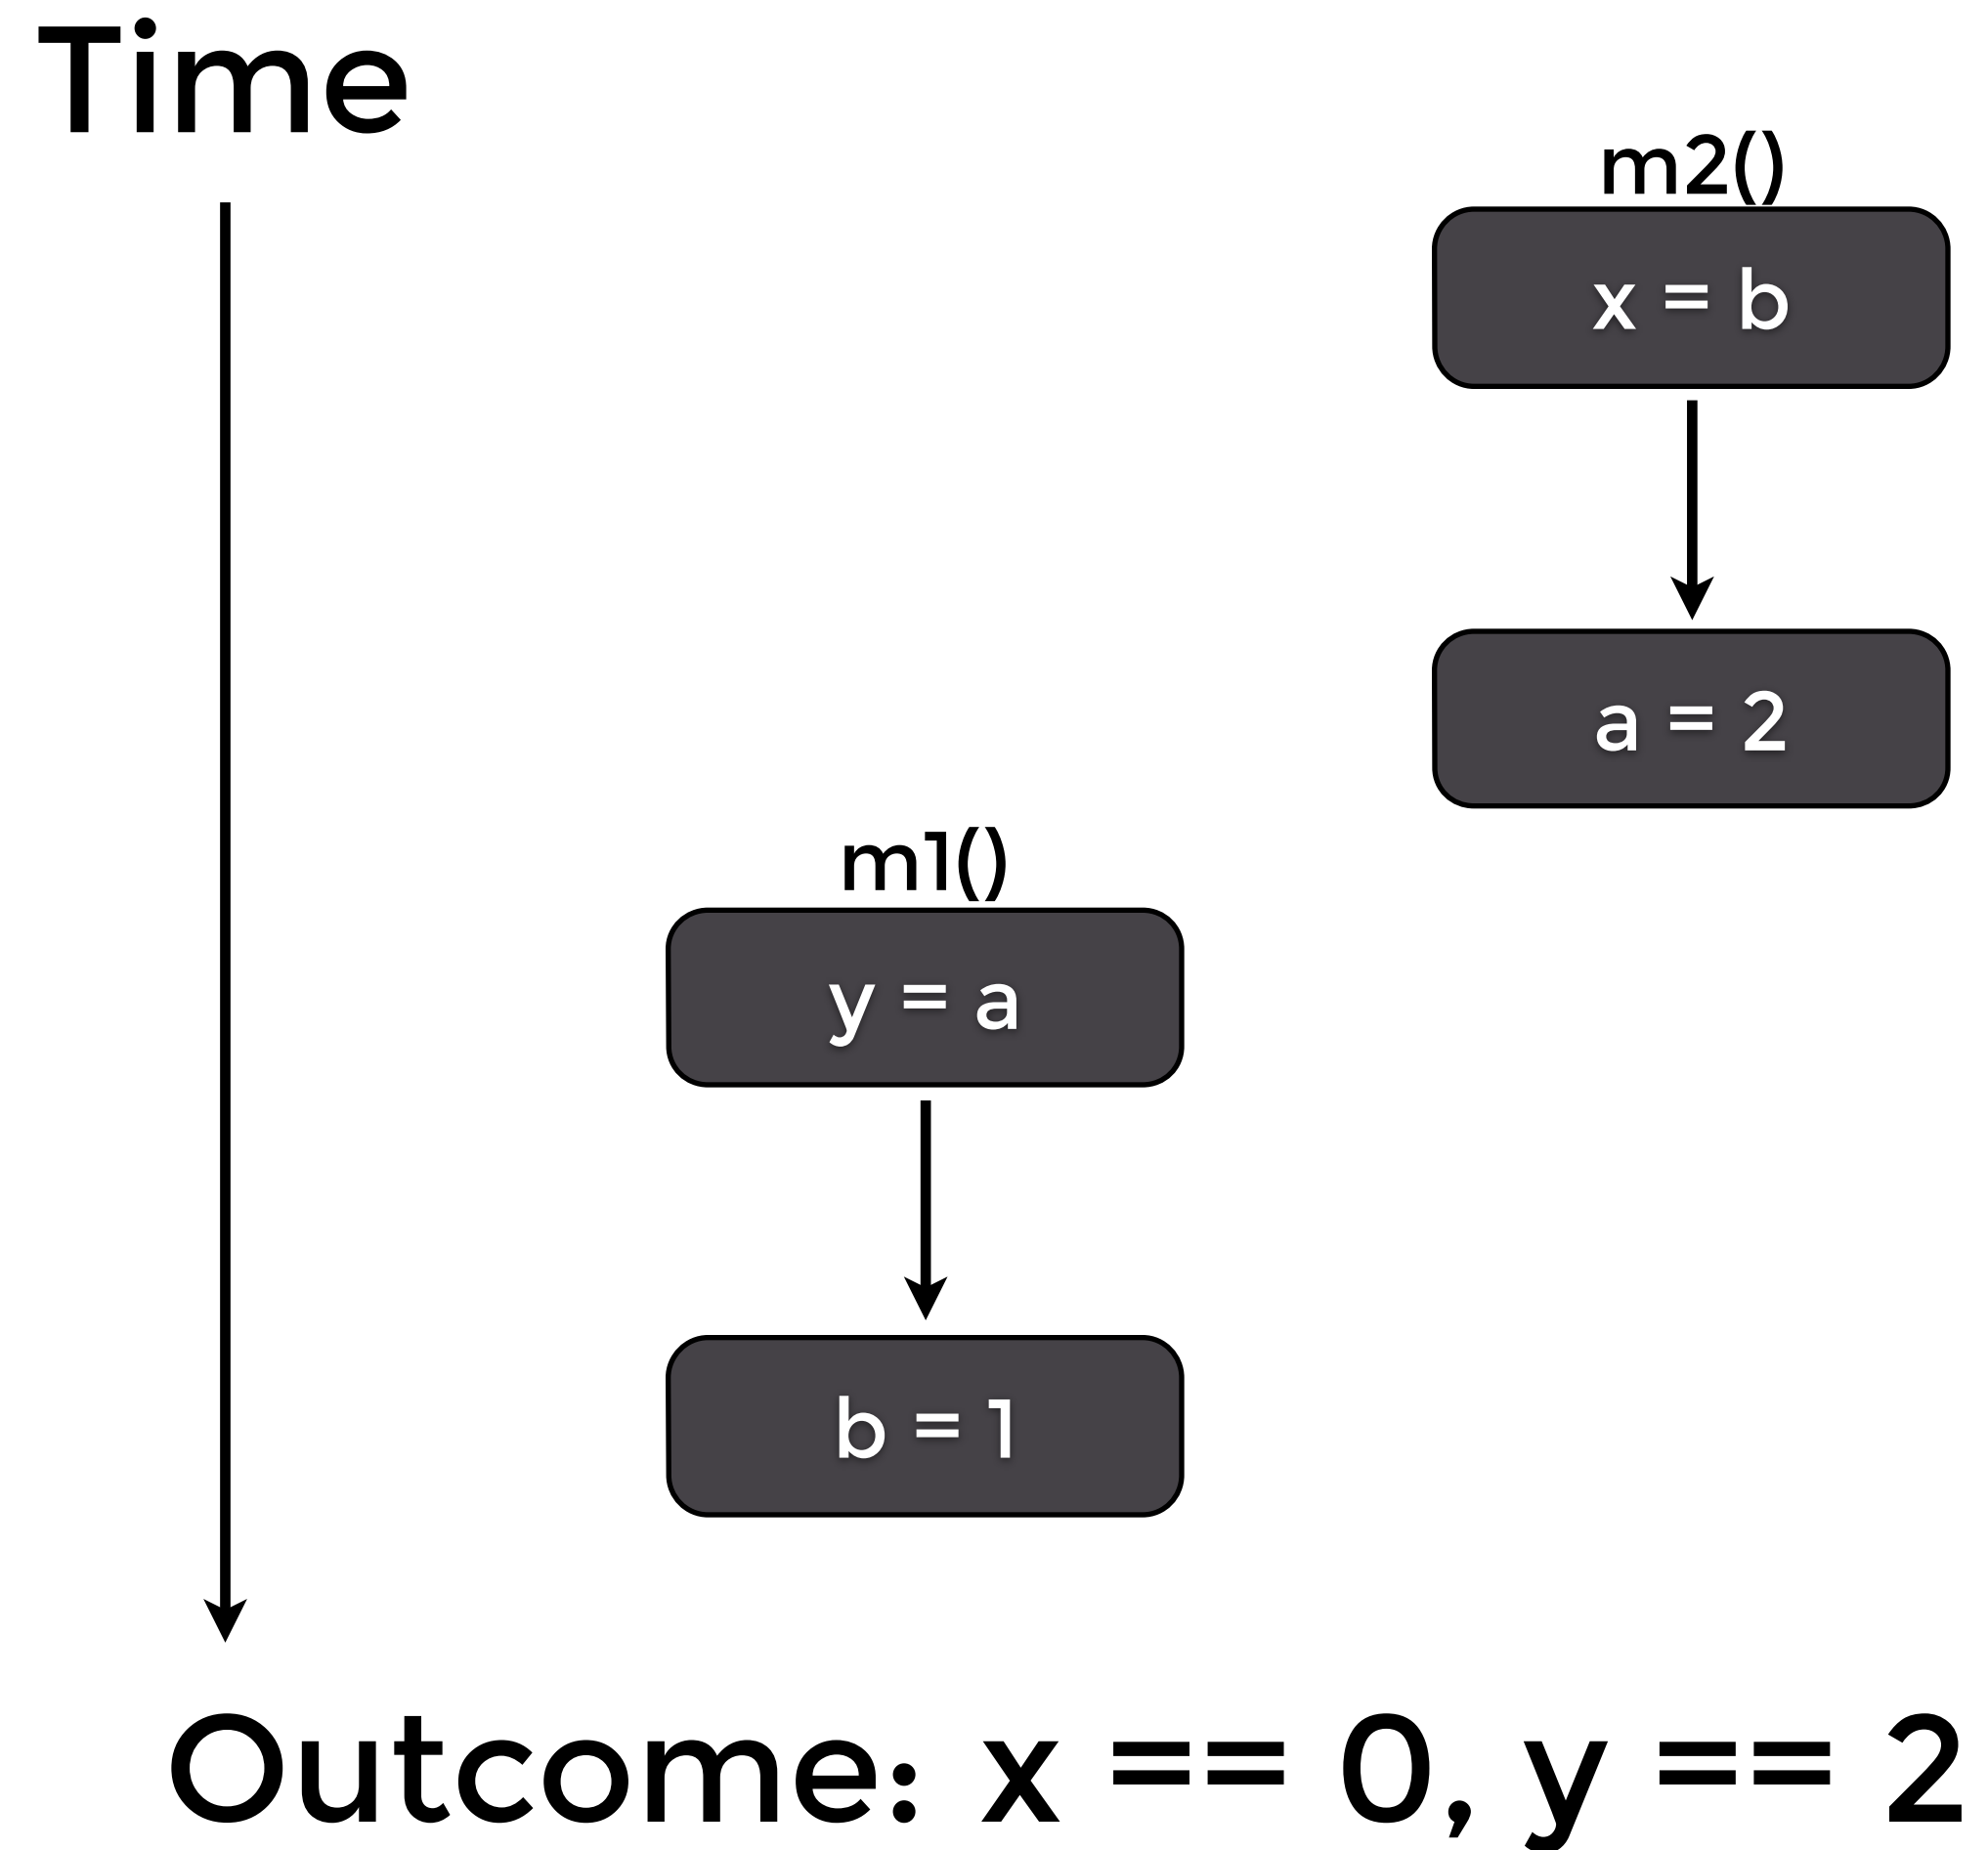 Time
m2()
x = b
a = 2
m1()
y = a
b = 1
Outcome: x == 0, y == 2